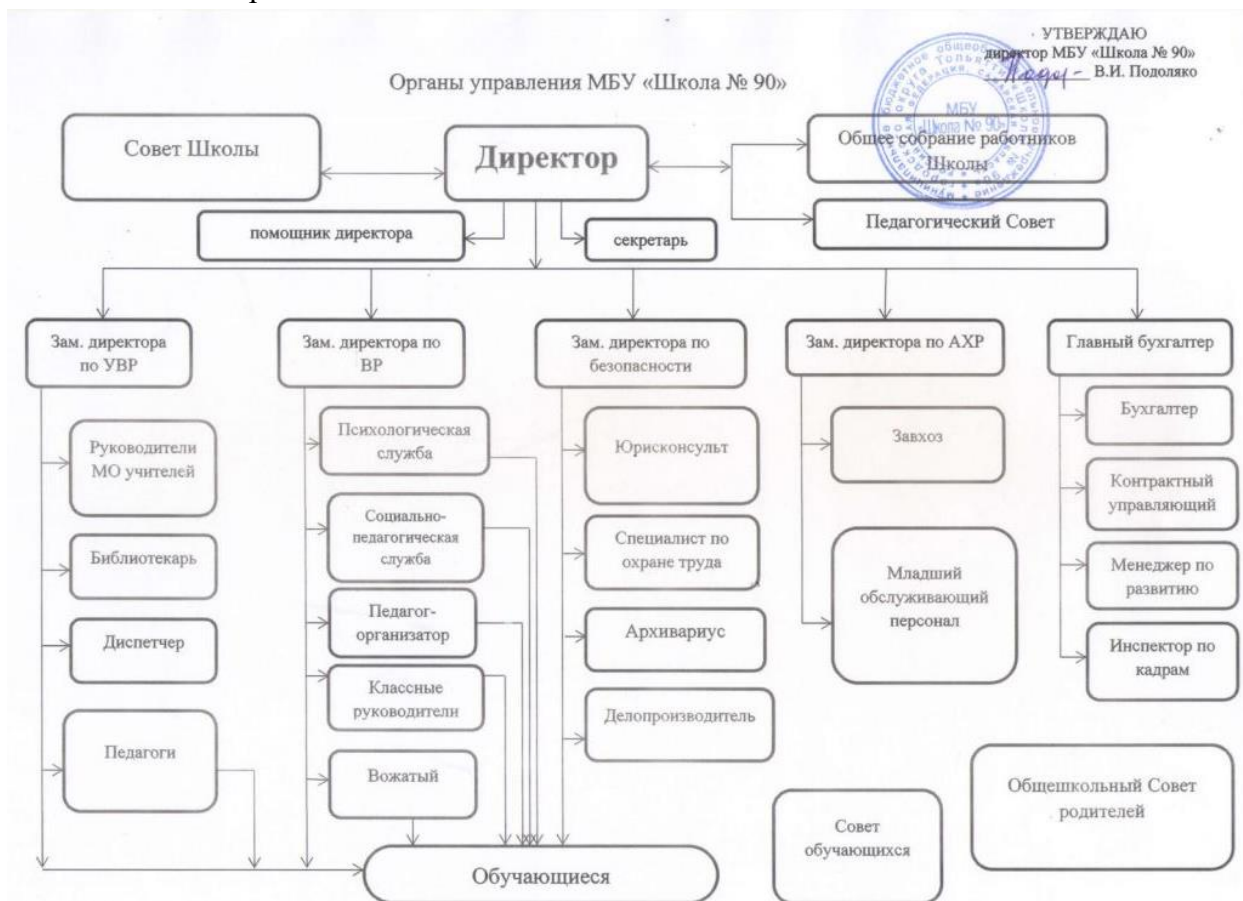 УТВЕРЖДАЮ
директор МБУ «Школа № 90»
В.И. Подоляко
Органы управления МБУ «Школа № 90»
МБУ
«Школа № 90»
Совет Школы
Директор
Общее собрание работников
Школы
помощник директора
секретарь
Педагогический Совет
Зам. директора
по УВР
Зам. директора по
ВР
Зам. директора по
безопасности
Зам. директора по АХР
Главный бухгалтер
Руководители
МО учителей
Библиотекарь
Диспетчер
Педагоги
Психологическая
служба
Социально-
педагогическая
служба
Педагог-
организатор
Классные
руководители
Вожатый
Юрисконсульт
Специалист по
охране труда
Архивариус
Делопроизводитель
Завхоз
Младший
обслуживающий
персонал
Бухгалтер
Контрактный
управляющий
Менеджер по
развитию
Инспектор по
кадрам
Обучающиеся
Совет
обучающихся
Общешкольный Совет
родителей